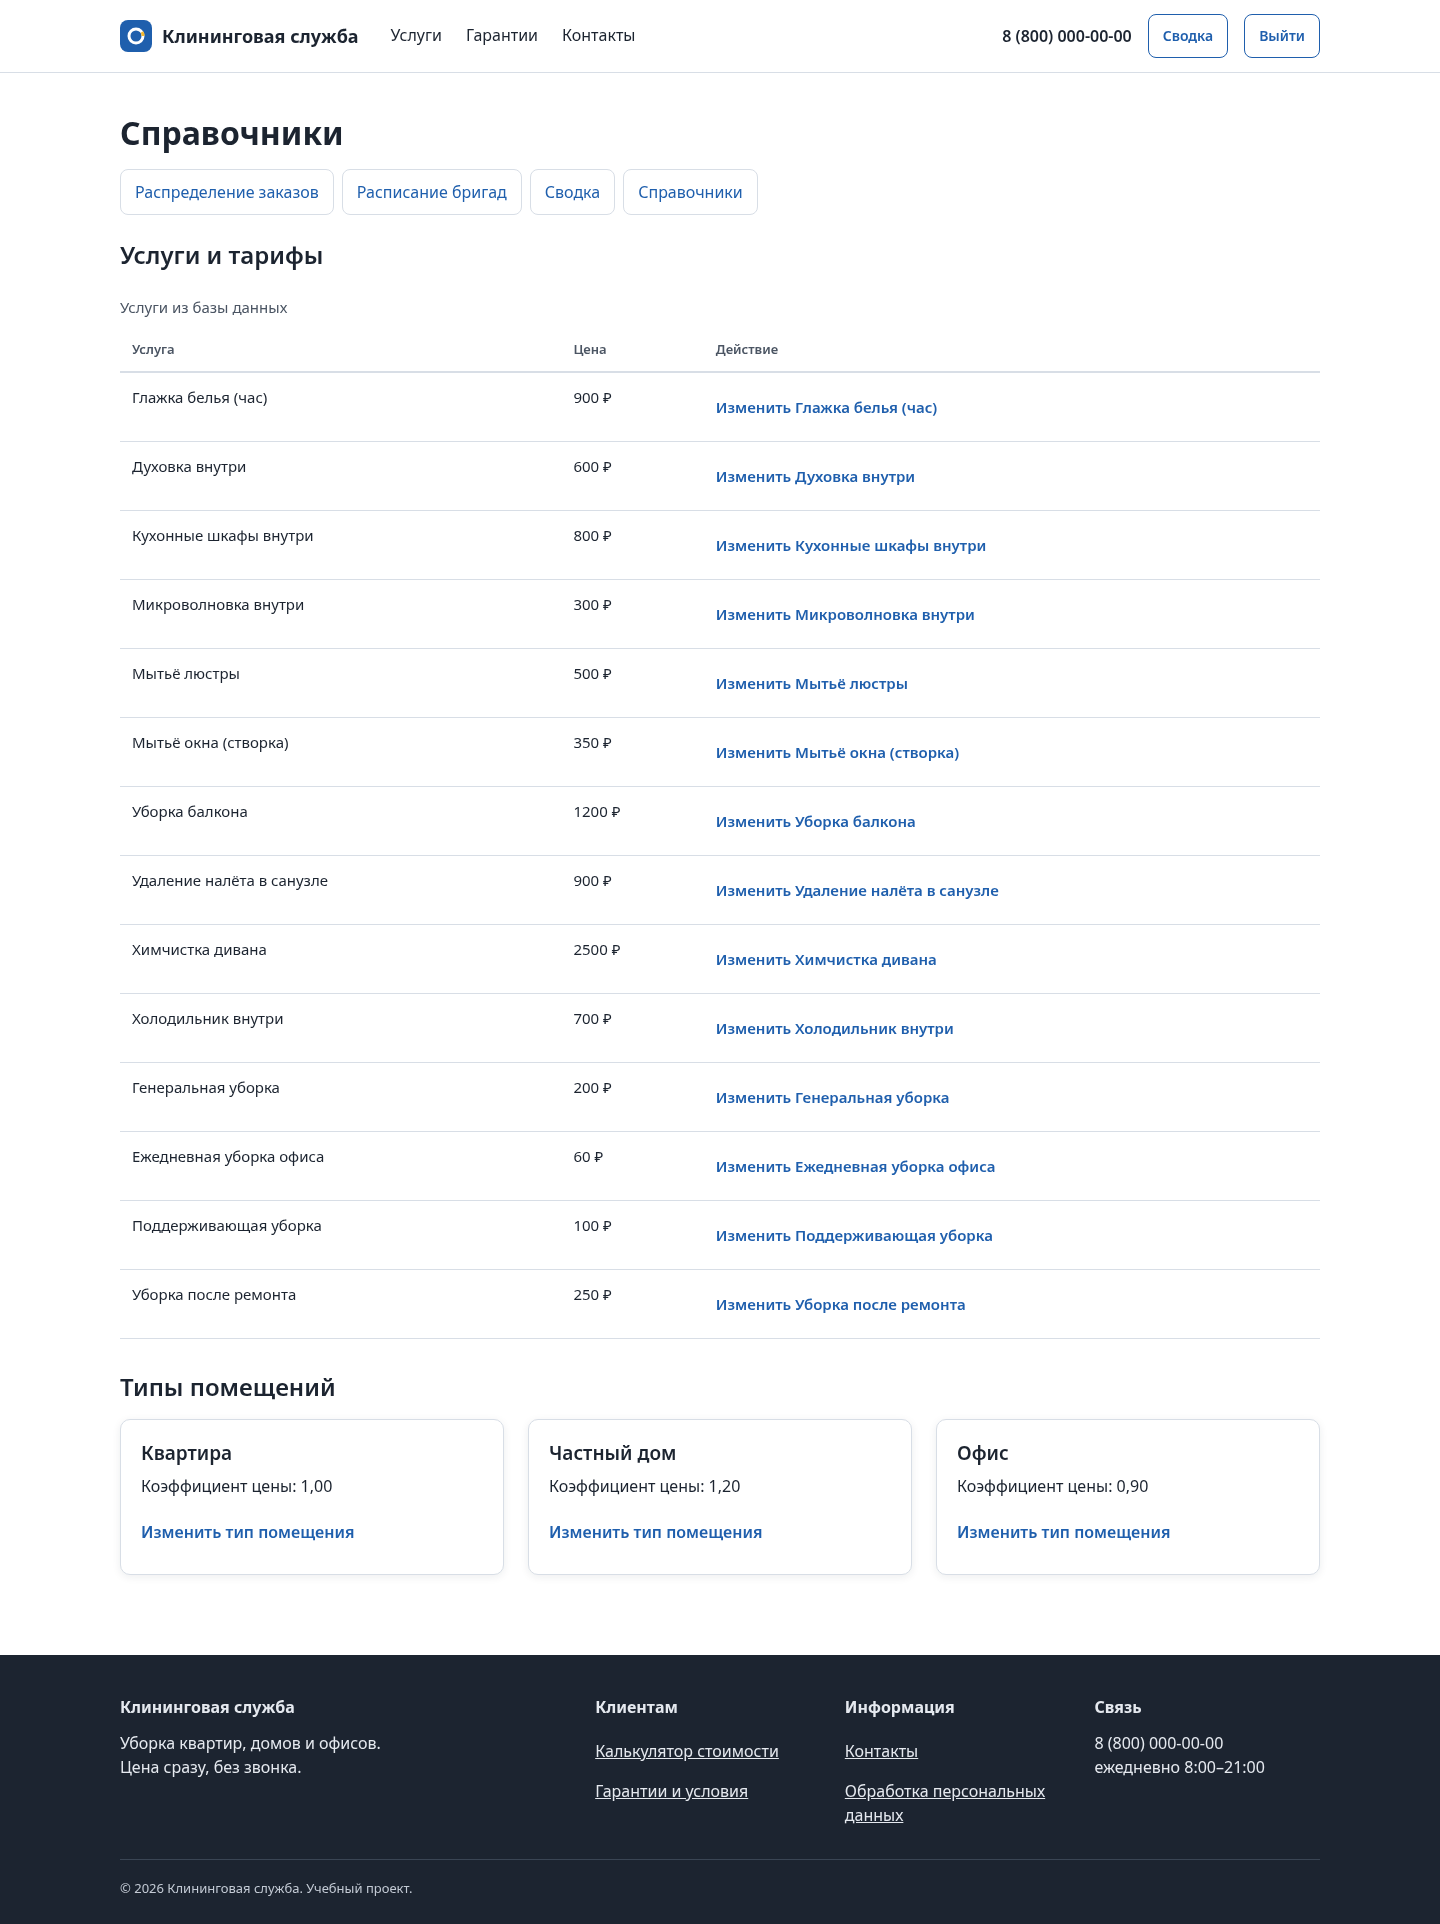 Клининговая служба
Услуги
Гарантии
Контакты
8 (800) 000-00-00
Сводка
Выйти
Справочники
Распределение заказов
Расписание бригад
Сводка
Справочники
Услуги и тарифы
Услуги из базы данных
Услуга Цена Действие
Глажка белья (час) 900 ₽ Изменить Глажка белья (час)
Духовка внутри 600 ₽ Изменить Духовка внутри
Кухонные шкафы внутри 800 ₽ Изменить Кухонные шкафы внутри
Микроволновка внутри 300 ₽ Изменить Микроволновка внутри
Мытьё люстры 500 ₽ Изменить Мытьё люстры
Мытьё окна (створка) 350 ₽ Изменить Мытьё окна (створка)
Уборка балкона 1200 ₽ Изменить Уборка балкона
Удаление налёта в санузле 900 ₽ Изменить Удаление налёта в санузле
Химчистка дивана 2500 ₽ Изменить Химчистка дивана
Холодильник внутри 700 ₽ Изменить Холодильник внутри
Генеральная уборка 200 ₽ Изменить Генеральная уборка
Ежедневная уборка офиса 60 ₽ Изменить Ежедневная уборка офиса
Поддерживающая уборка 100 ₽ Изменить Поддерживающая уборка
Уборка после ремонта 250 ₽ Изменить Уборка после ремонта
Типы помещений
Квартира
Коэффициент цены: 1,00
Изменить тип помещения
Частный дом
Коэффициент цены: 1,20
Изменить тип помещения
Офис
Коэффициент цены: 0,90
Изменить тип помещения
Клининговая служба
Уборка квартир, домов и офисов.
Цена сразу, без звонка.
Клиентам
Калькулятор стоимости
Гарантии и условия
Информация
Контакты
Обработка персональных
данных
Связь
8 (800) 000-00-00
ежедневно 8:00–21:00
© 2026 Клининговая служба. Учебный проект.